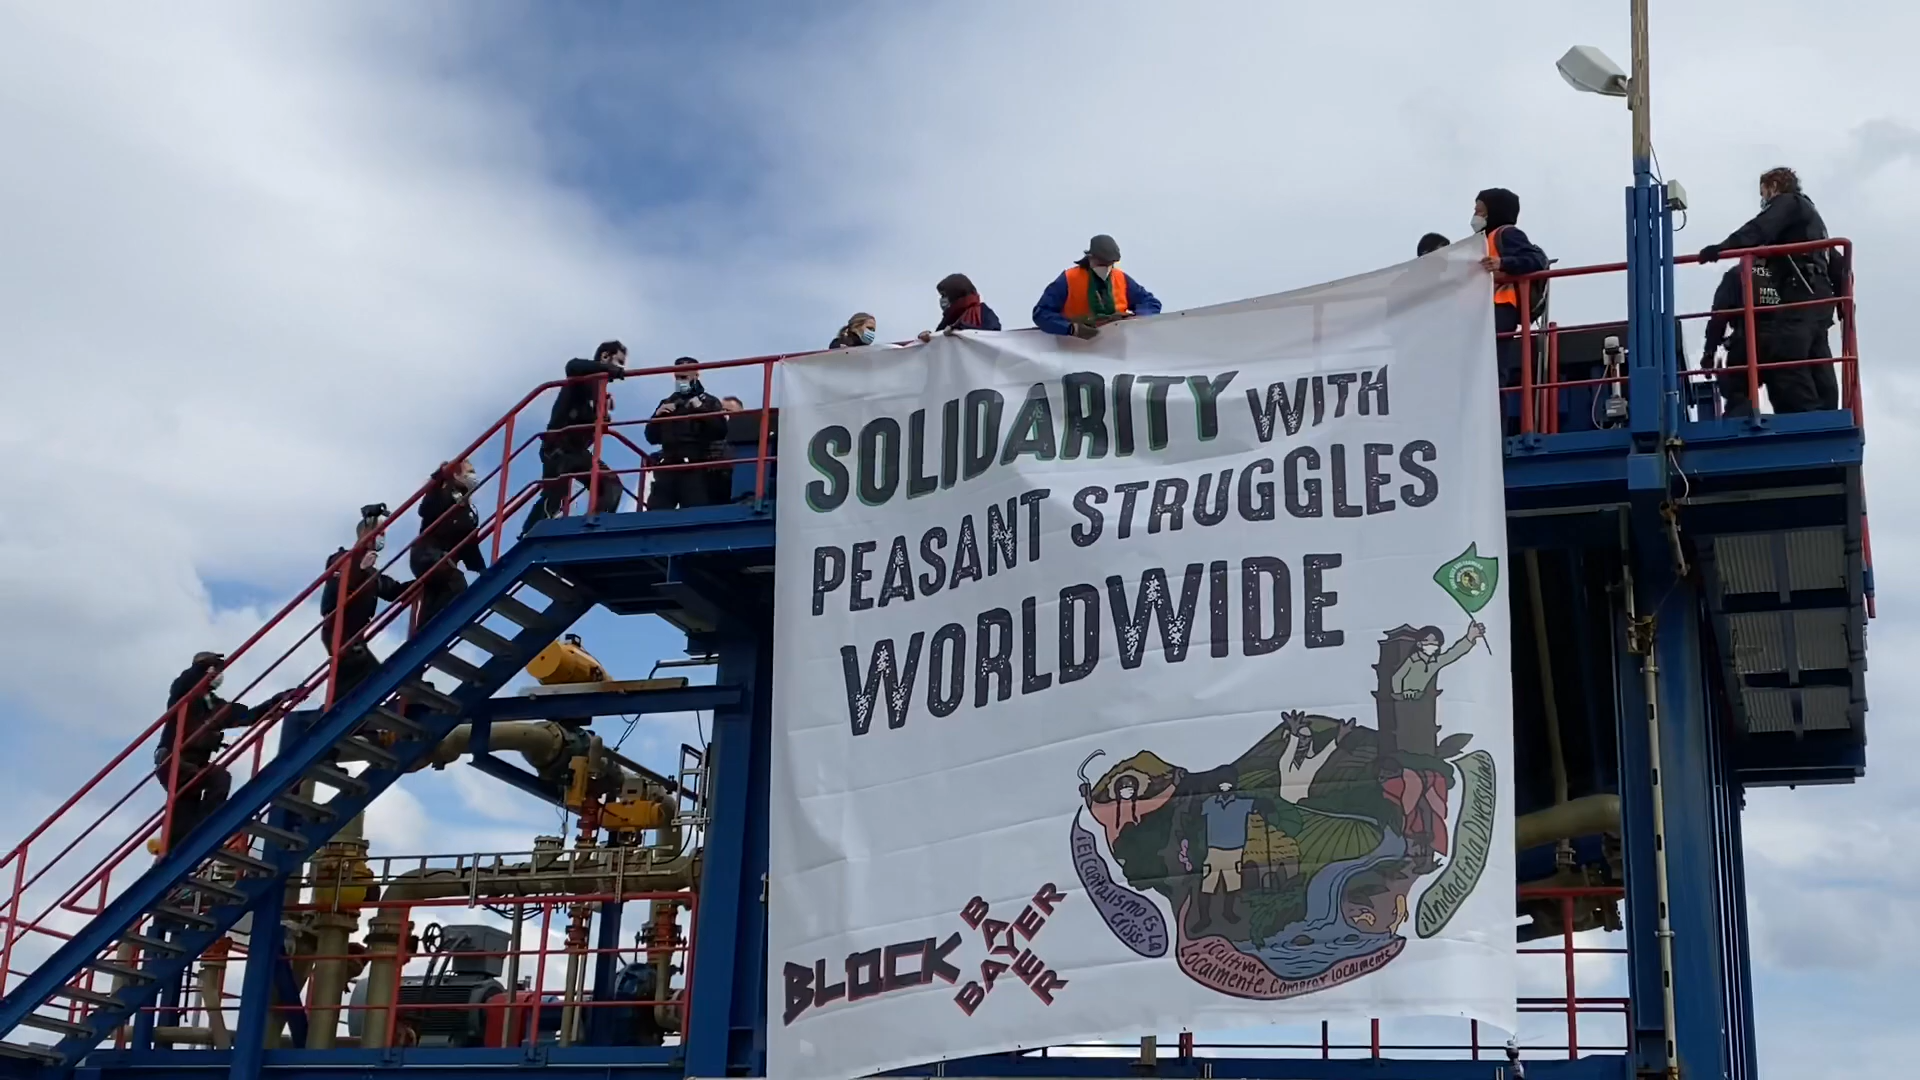 SOLIDARITY WITH
PEASANT STRUGGLES
WORLDWIDE
BLOCK BAYER
BAYER
¡El Capitalismo Es La
Crisis!
¡Cultivar
Localmente, Comprar localmente
¡Unidad En La Diversidad!